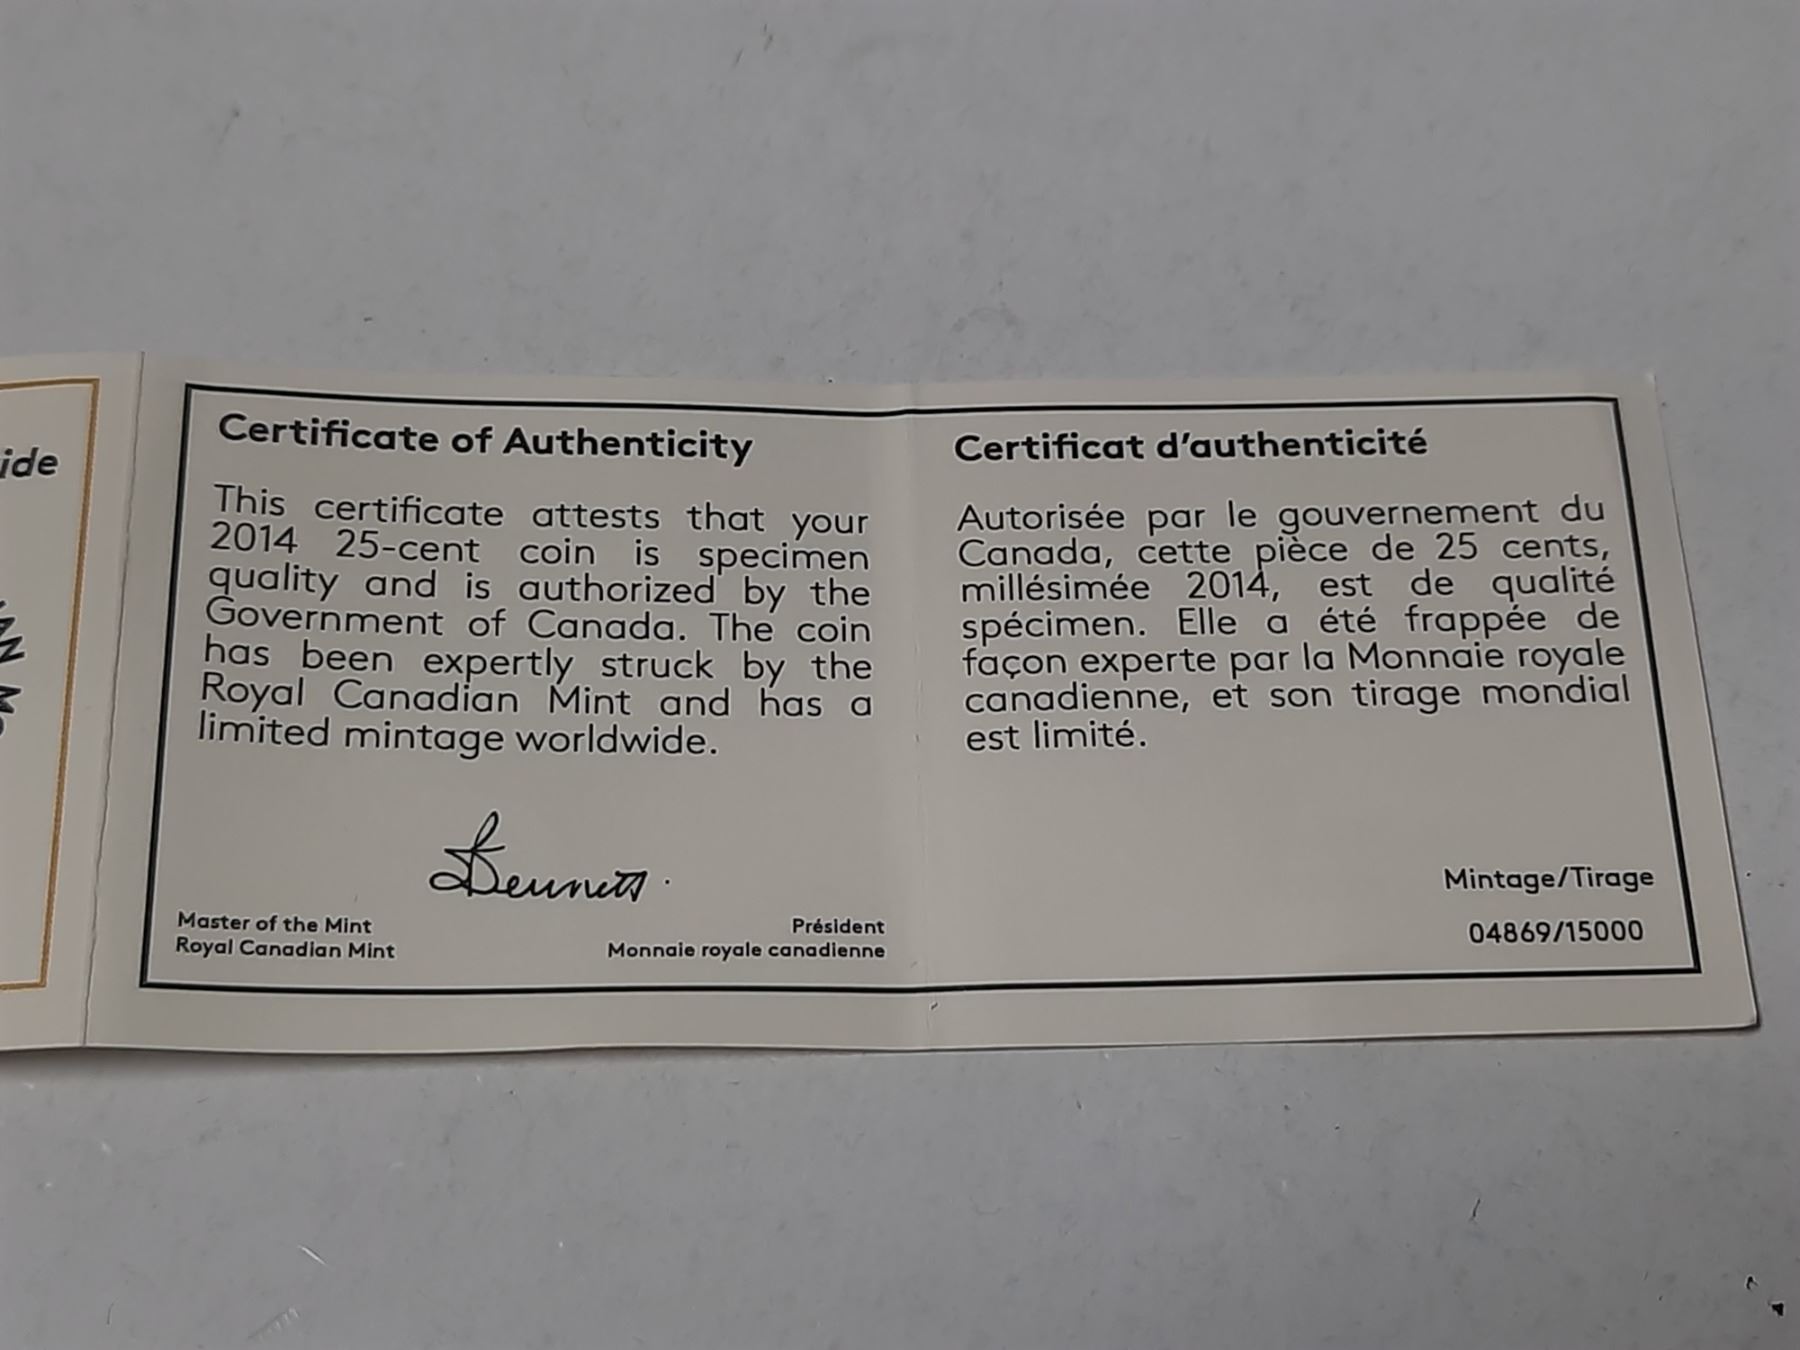 ide
Certificate of Authenticity
This certificate attests that your
2014 25-cent coin is specimen
quality and is authorized by the
Government of Canada. The coin
has been expertly struck by the
Royal Canadian Mint and has a
limited mintage worldwide.
Bennett
Master of the Mint
Royal Canadian Mint
Président
Monnaie royale canadienne
Certificat d'authenticité
Autorisée par le gouvernement du
Canada, cette pièce de 25 cents,
millésimée 2014, est de qualité
spécimen. Elle a été frappée de
façon experte par la Monnaie royale
canadienne, et son tirage mondial
est limité.
Mintage/Tirage
04869/15000